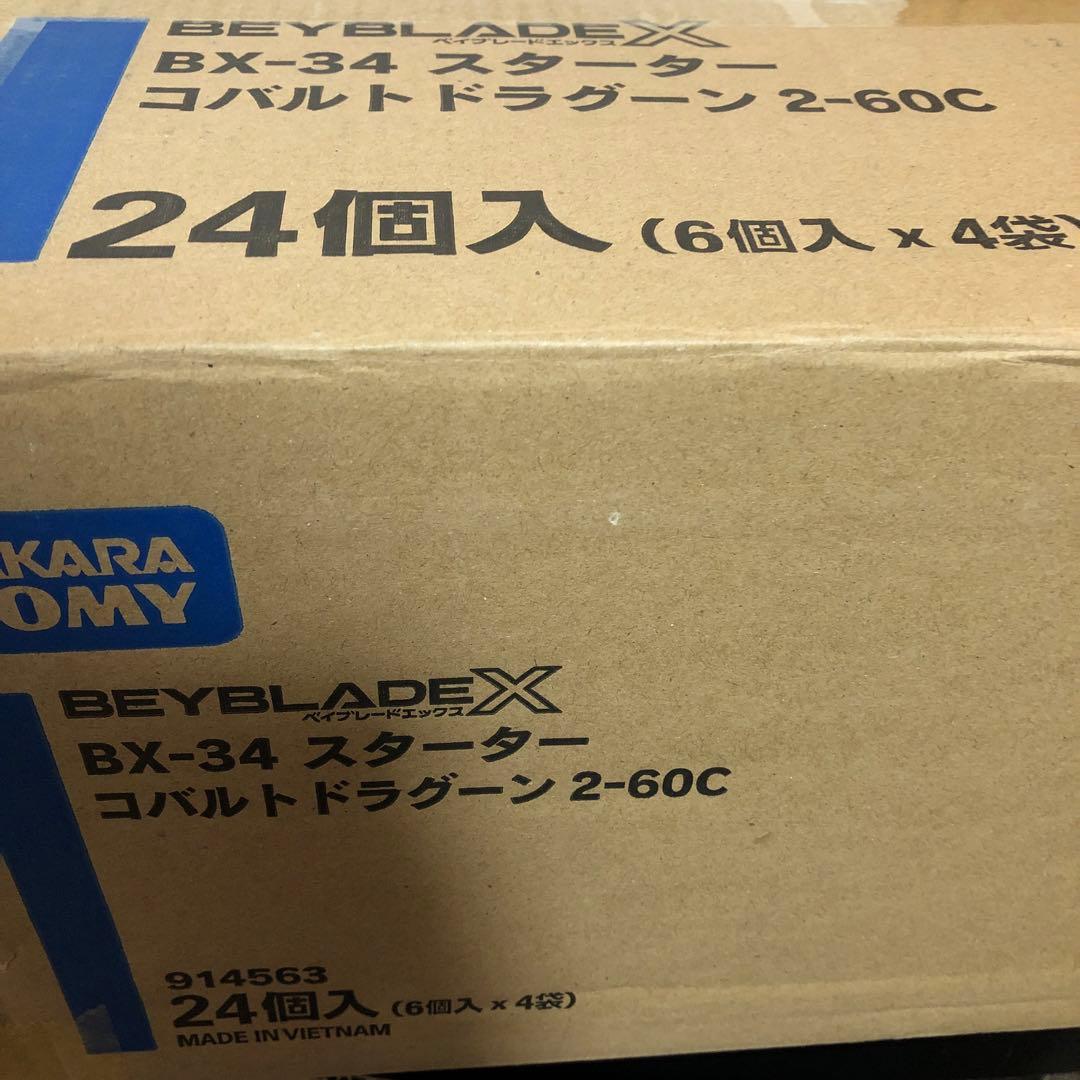 BEYBLADE X
ベイブレードエックス
BX-34 スターター
コバルトドラグーン 2-60C
24個入 (6個入 x 4袋)
AKARA
OMY
BEYBLADE X
ベイブレードエックス
BX-34 スターター
コバルトドラグーン 2-60C
914563
24個入 (6個入 x 4袋)
MADE IN VIETNAM